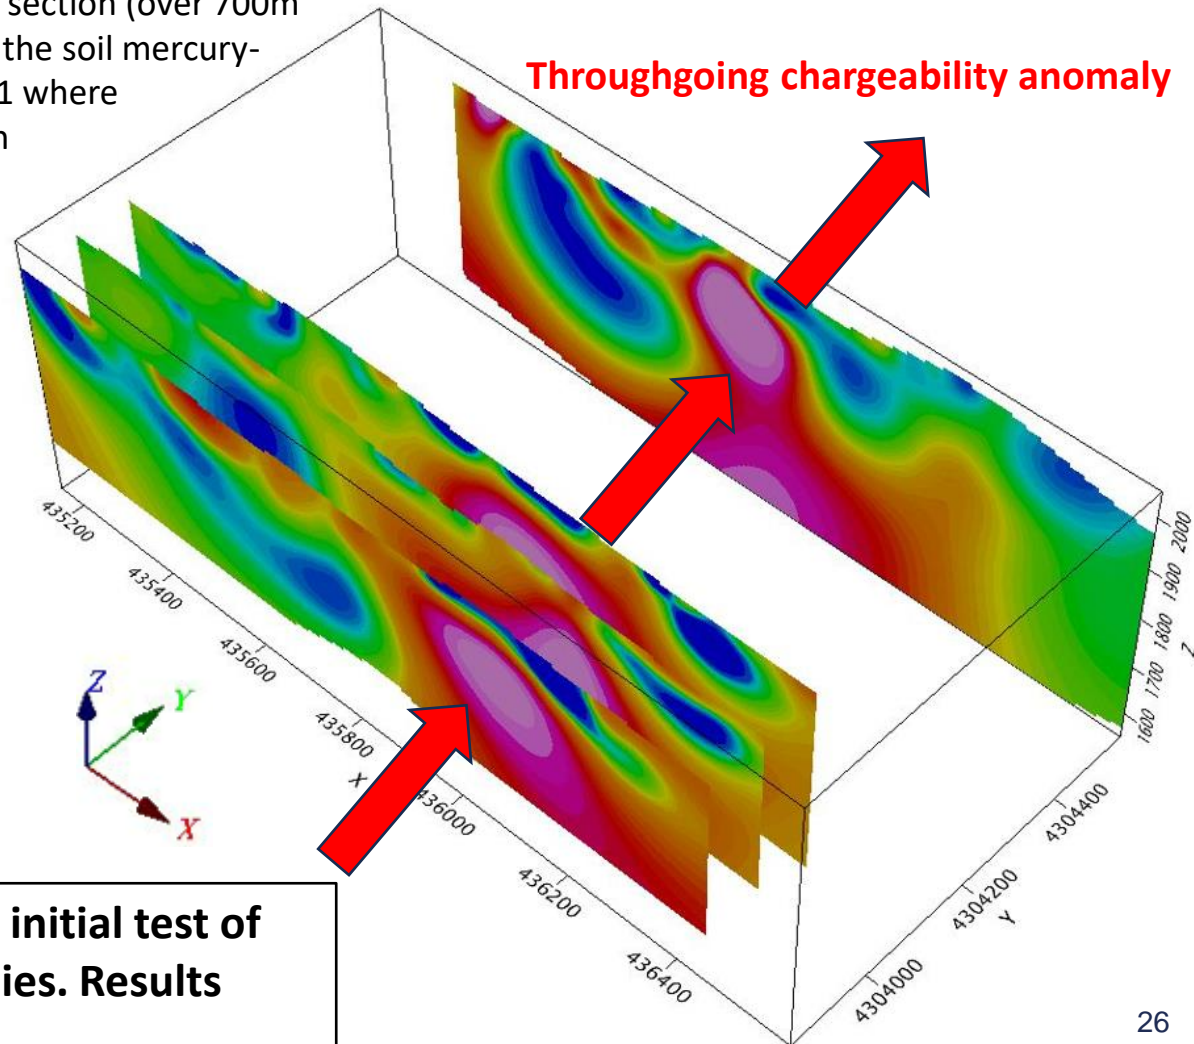 section (over 700m
the soil mercury-
1 where
Throughgoing chargeability anomaly
2000
1900
1800
1700
1600
Z
435200
435400
435600
435800
X
436000
436200
436400
4304400
4304200
Y
4304000
Z
Y
X
initial test of
ies. Results
26